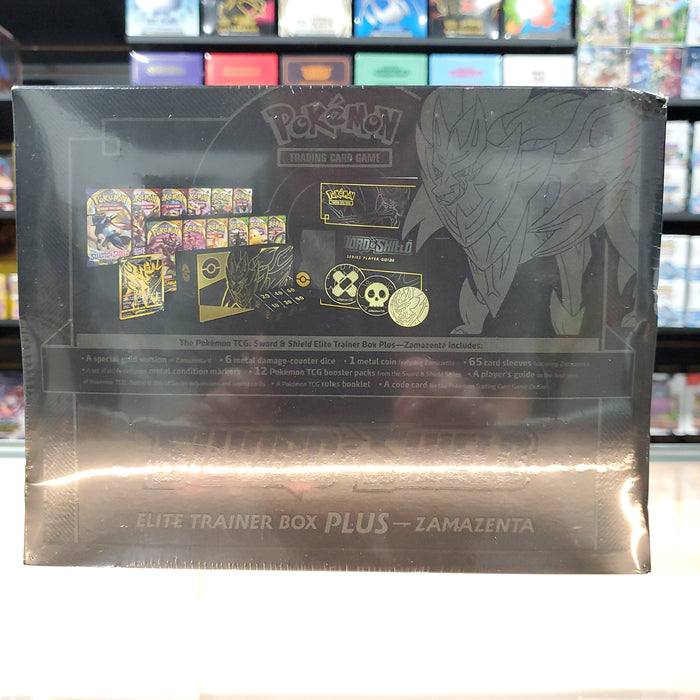 POKéMON
TRADING CARD GAME
POKéMON
SWORD & SHIELD
SERIES PLAYER GUIDE
The Pokémon TCG: Sword & Shield Elite Trainer Box Plus—Zamazenta includes:
• A special gold version of Zamazenta V • 6 metal damage-counter dice • 1 metal coin featuring Zamazenta • 65 card sleeves featuring Zamazenta
• A set of metal condition markers • 12 Pokémon TCG booster packs from the Sword & Shield Series • A player's guide to the
of Pokémon TCG: Sword & Shield Series expansions and promo cards • A Pokémon TCG rules booklet • A code card for the Pokémon Trading Card Game Online
ELITE TRAINER BOX PLUS — ZAMAZENTA